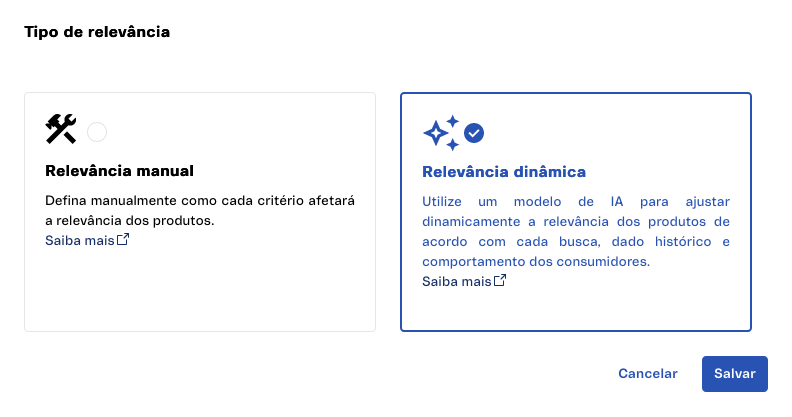 Tipo de relevância
Relevância manual
Defina manualmente como cada critério afetará
a relevância dos produtos.
Saiba mais
Relevância dinâmica
Utilize um modelo de IA para ajustar
dinamicamente a relevância dos produtos de
acordo com cada busca, dado histórico e
comportamento dos consumidores.
Saiba mais
Cancelar
Salvar